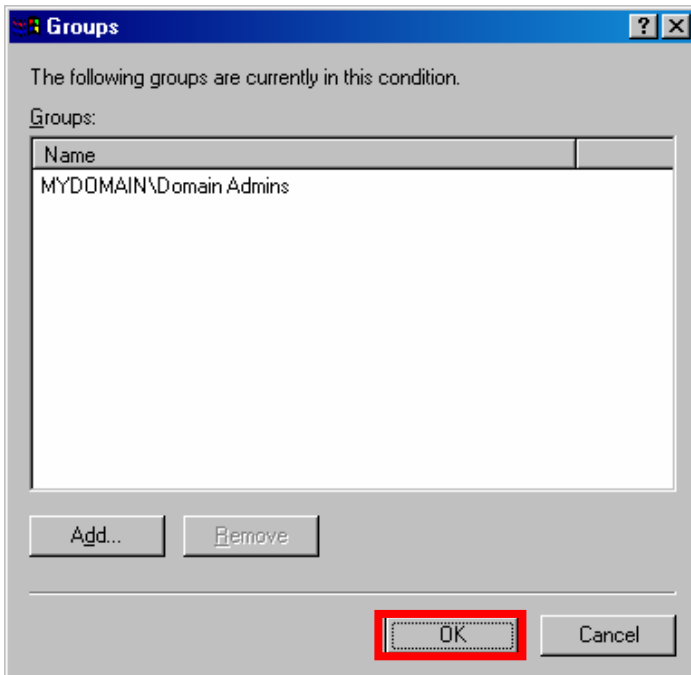 Groups
The following groups are currently in this condition.
Groups:
Name
MYDOMAIN\Domain Admins
Add... Remove
OK Cancel